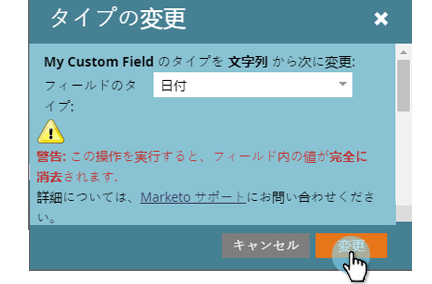 タイプの変更
My Custom Field のタイプを 文字列 から次に変更:
フィールドのタ 日付
イプ:
警告: この操作を実行すると、フィールド内の値が完全に
消去されます.
詳細については、Marketo サポートにお問い合わせくださ
い。
キャンセル 変更